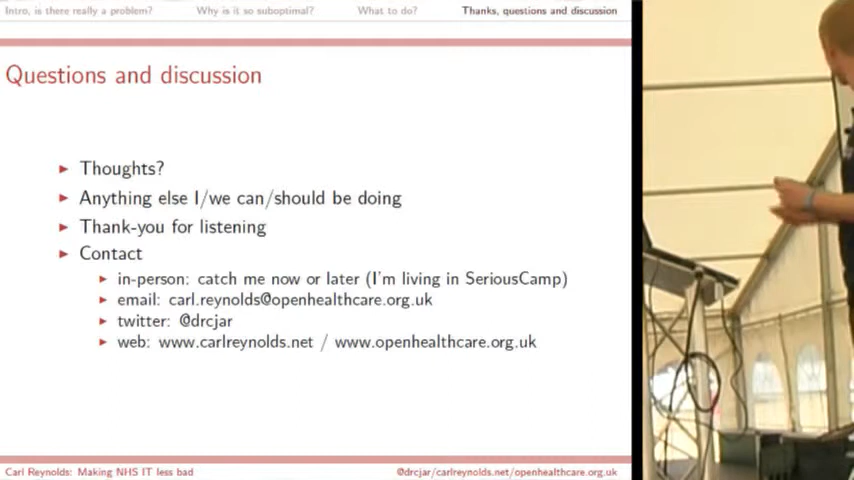 Intro, is there really a problem? Why is it so suboptimal? What to do? Thanks, questions and discussion
Questions and discussion
Thoughts?
Anything else I/we can/should be doing
Thank-you for listening
Contact
in-person: catch me now or later (I'm living in SeriousCamp)
email: carl.reynolds@openhealthcare.org.uk
twitter: @drcjar
web: www.carlreynolds.net / www.openhealthcare.org.uk
Carl Reynolds: Making NHS IT less bad @drcjar/carlreynolds.net/openhealthcare.org.uk